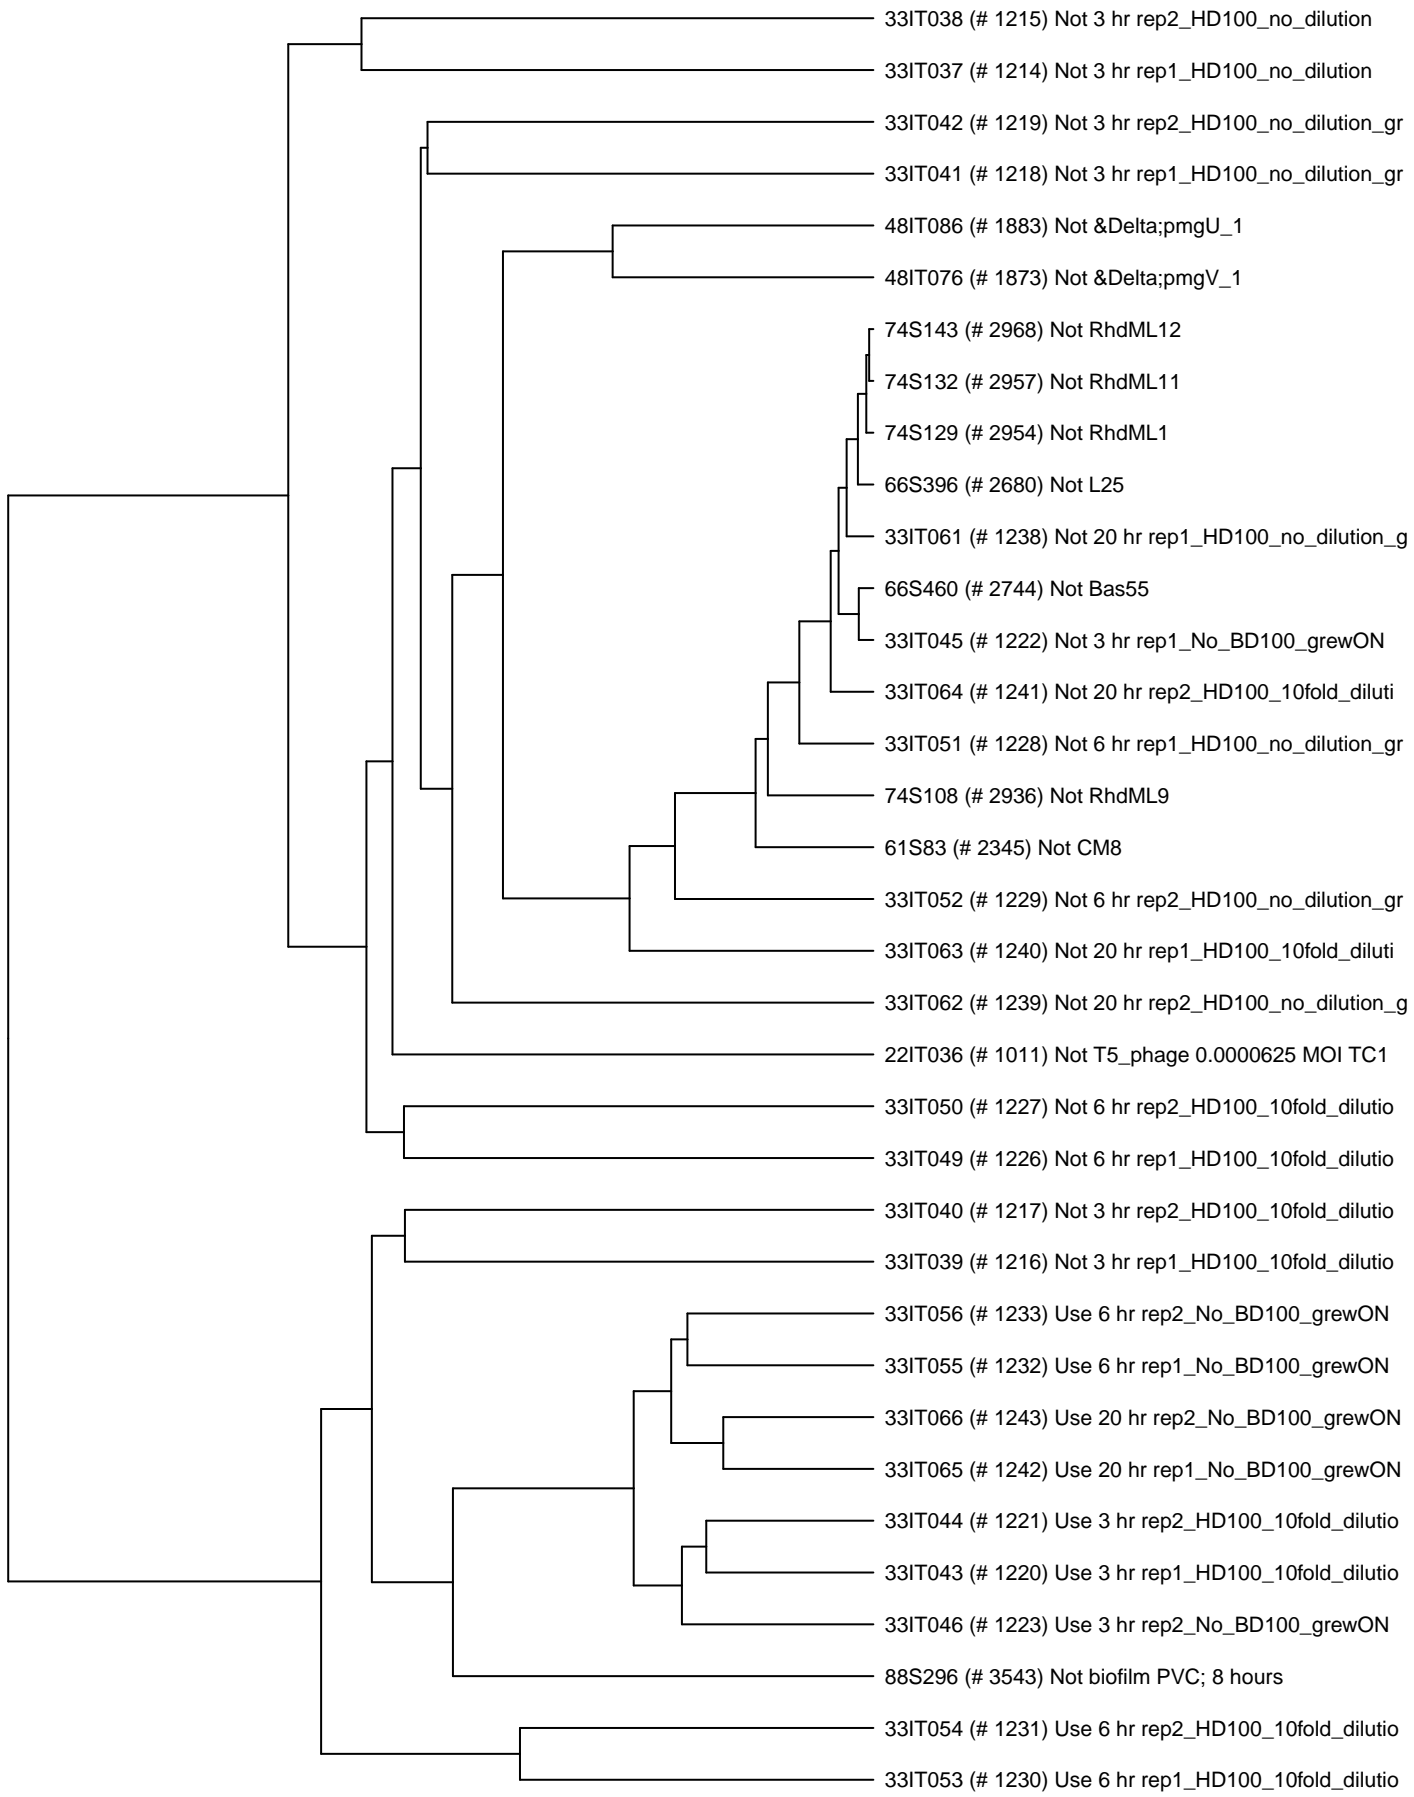 33IT038 (# 1215) Not 3 hr rep2_HD100_no_dilution
33IT037 (# 1214) Not 3 hr rep1_HD100_no_dilution
33IT042 (# 1219) Not 3 hr rep2_HD100_no_dilution_gr
33IT041 (# 1218) Not 3 hr rep1_HD100_no_dilution_gr
48IT086 (# 1883) Not &Delta;pmgU_1
48IT076 (# 1873) Not &Delta;pmgV_1
74S143 (# 2968) Not RhdML12
74S132 (# 2957) Not RhdML11
74S129 (# 2954) Not RhdML1
66S396 (# 2680) Not L25
33IT061 (# 1238) Not 20 hr rep1_HD100_no_dilution_g
66S460 (# 2744) Not Bas55
33IT045 (# 1222) Not 3 hr rep1_No_BD100_grewON
33IT064 (# 1241) Not 20 hr rep2_HD100_10fold_diluti
33IT051 (# 1228) Not 6 hr rep1_HD100_no_dilution_gr
74S108 (# 2936) Not RhdML9
61S83 (# 2345) Not CM8
33IT052 (# 1229) Not 6 hr rep2_HD100_no_dilution_gr
33IT063 (# 1240) Not 20 hr rep1_HD100_10fold_diluti
33IT062 (# 1239) Not 20 hr rep2_HD100_no_dilution_g
22IT036 (# 1011) Not T5_phage 0.0000625 MOI TC1
33IT050 (# 1227) Not 6 hr rep2_HD100_10fold_dilutio
33IT049 (# 1226) Not 6 hr rep1_HD100_10fold_dilutio
33IT040 (# 1217) Not 3 hr rep2_HD100_10fold_dilutio
33IT039 (# 1216) Not 3 hr rep1_HD100_10fold_dilutio
33IT056 (# 1233) Use 6 hr rep2_No_BD100_grewON
33IT055 (# 1232) Use 6 hr rep1_No_BD100_grewON
33IT066 (# 1243) Use 20 hr rep2_No_BD100_grewON
33IT065 (# 1242) Use 20 hr rep1_No_BD100_grewON
33IT044 (# 1221) Use 3 hr rep2_HD100_10fold_dilutio
33IT043 (# 1220) Use 3 hr rep1_HD100_10fold_dilutio
33IT046 (# 1223) Use 3 hr rep2_No_BD100_grewON
88S296 (# 3543) Not biofilm PVC; 8 hours
33IT054 (# 1231) Use 6 hr rep2_HD100_10fold_dilutio
33IT053 (# 1230) Use 6 hr rep1_HD100_10fold_dilutio